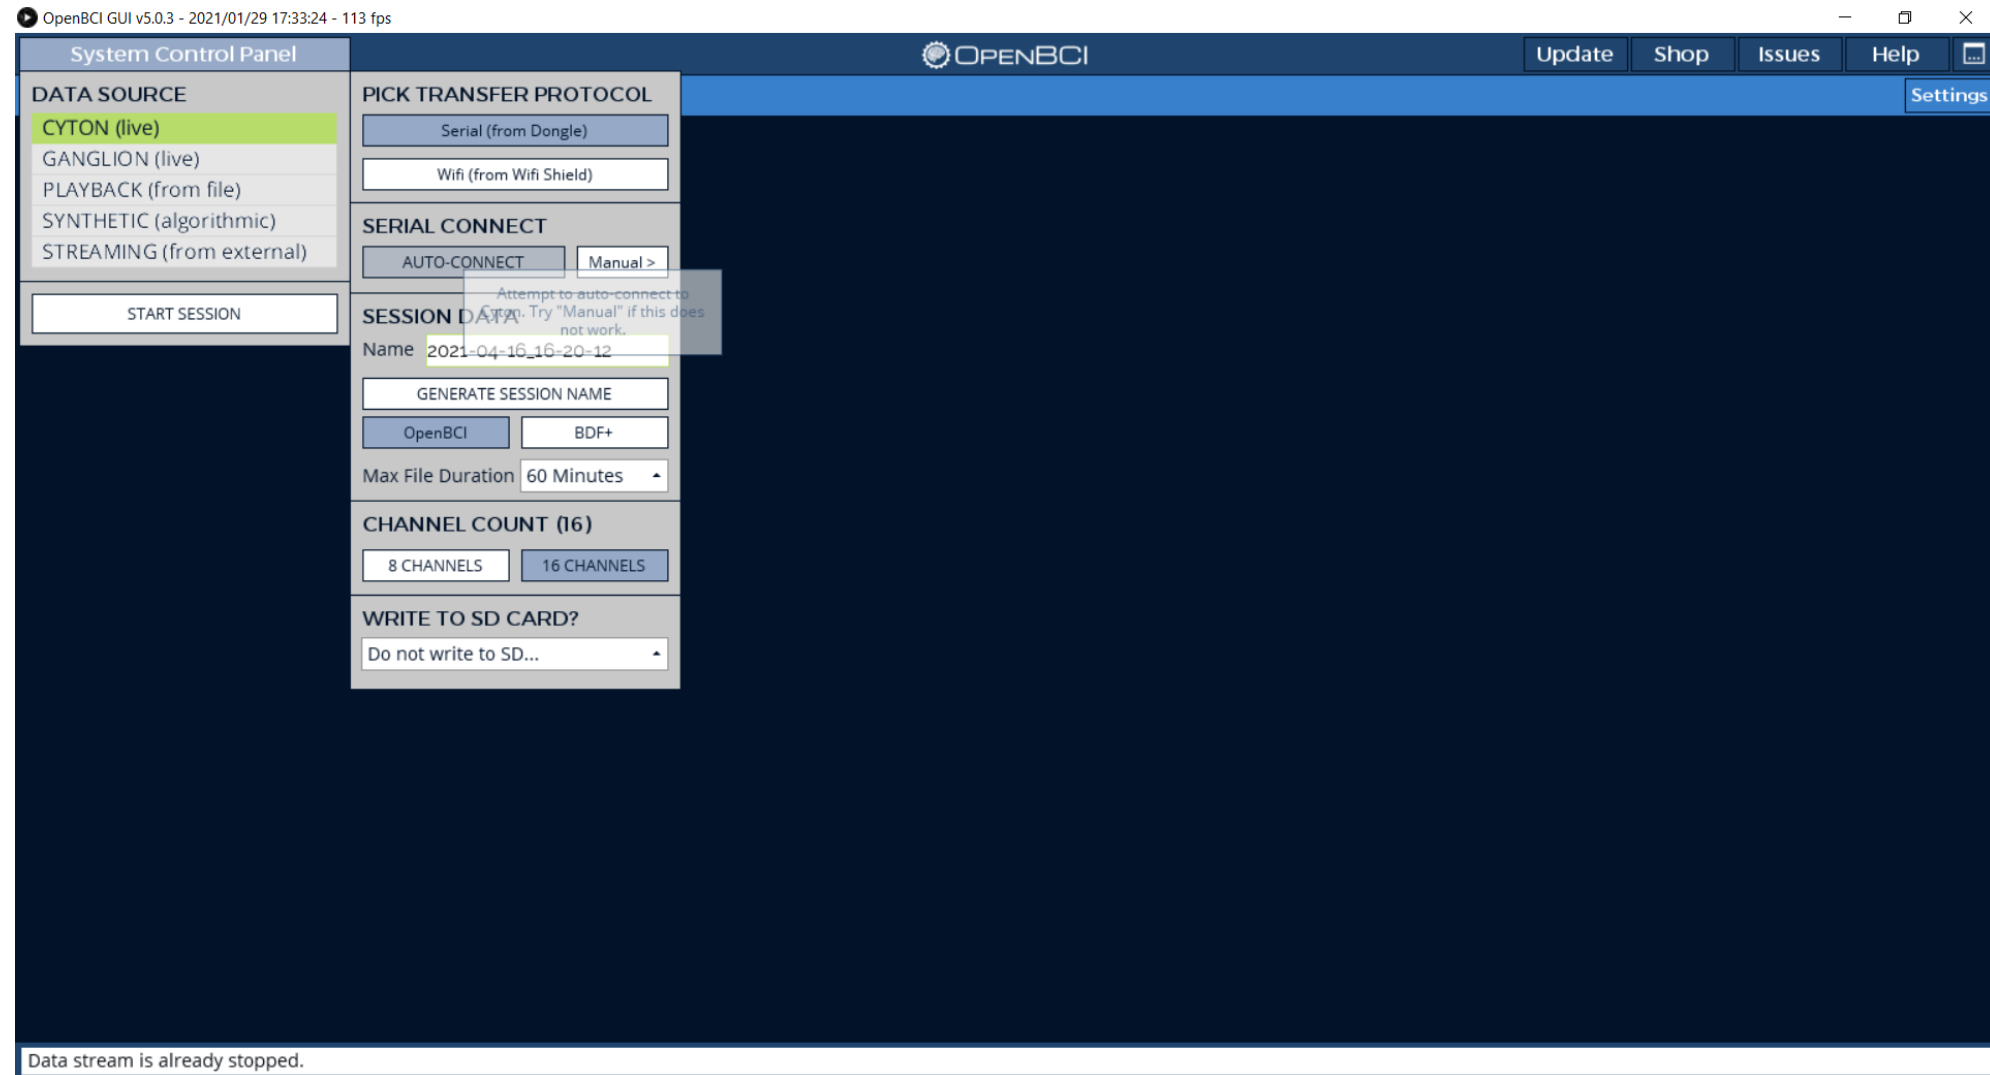 OpenBCI GUI v5.0.3 - 2021/01/29 17:33:24 - 113 fps
System Control Panel
OPENBCI
Update
Shop
Issues
Help
Settings
DATA SOURCE
CYTON (live)
GANGLION (live)
PLAYBACK (from file)
SYNTHETIC (algorithmic)
STREAMING (from external)
START SESSION
PICK TRANSFER PROTOCOL
Serial (from Dongle)
Wifi (from Wifi Shield)
SERIAL CONNECT
AUTO-CONNECT
Manual >
Attempt to auto-connect to
Cyton. Try "Manual" if this does
not work.
SESSION DATA
Name 2021-04-16_16-20-12
GENERATE SESSION NAME
OpenBCI
BDF+
Max File Duration 60 Minutes
CHANNEL COUNT (16)
8 CHANNELS
16 CHANNELS
WRITE TO SD CARD?
Do not write to SD...
Data stream is already stopped.